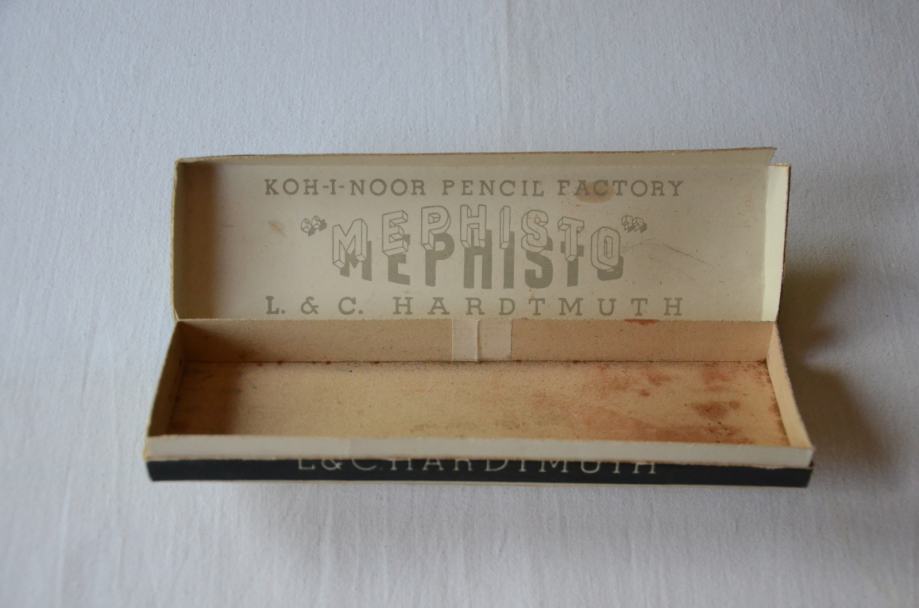 KOH-I-NOOR PENCIL FACTORY
"MEPHISTO"
L. & C. HARDTMUTH
L&C.HARDTMUTH